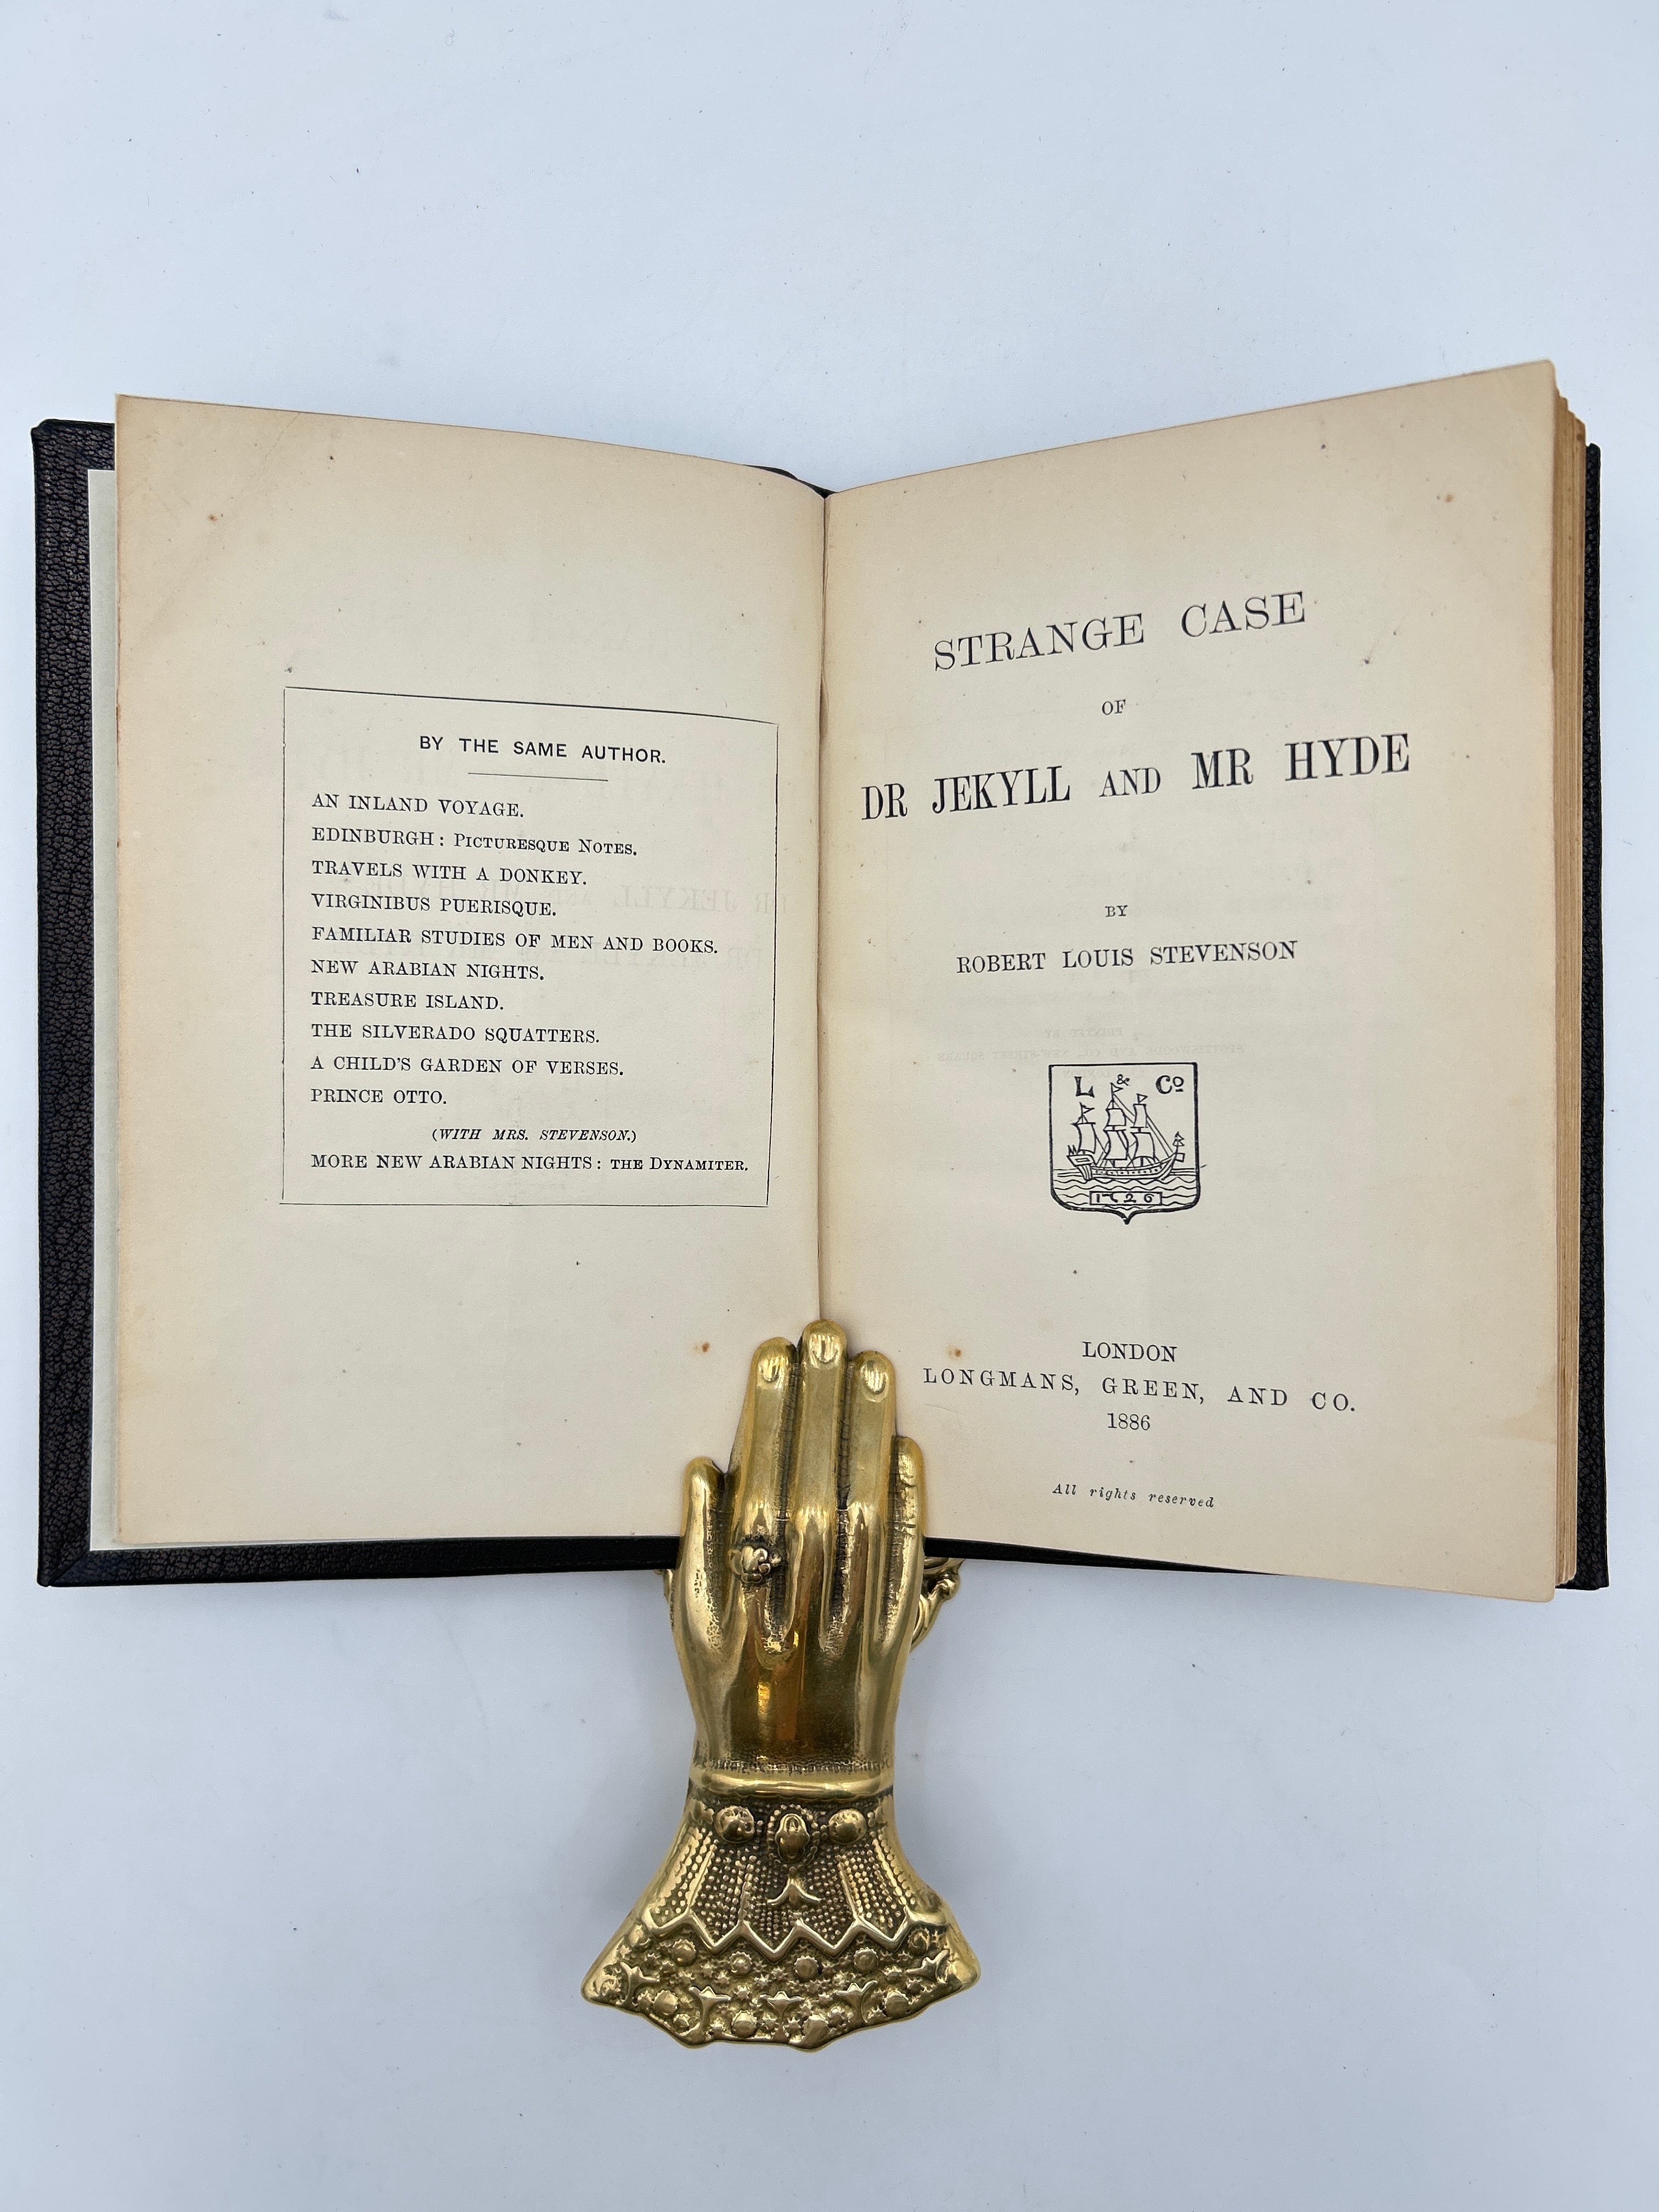 BY THE SAME AUTHOR.
AN INLAND VOYAGE.
EDINBURGH: PICTURESQUE NOTES.
TRAVELS WITH A DONKEY.
VIRGINIBUS PUERISQUE.
FAMILIAR STUDIES OF MEN AND BOOKS.
NEW ARABIAN NIGHTS.
TREASURE ISLAND.
THE SILVERADO SQUATTERS.
A CHILD'S GARDEN OF VERSES.
PRINCE OTTO.
(WITH MRS. STEVENSON.)
MORE NEW ARABIAN NIGHTS: THE DYNAMITER.
STRANGE CASE
OF
DR JEKYLL AND MR HYDE
BY
ROBERT LOUIS STEVENSON
L & Co
1726
LONDON
LONGMANS, GREEN, AND CO.
1886
All rights reserved